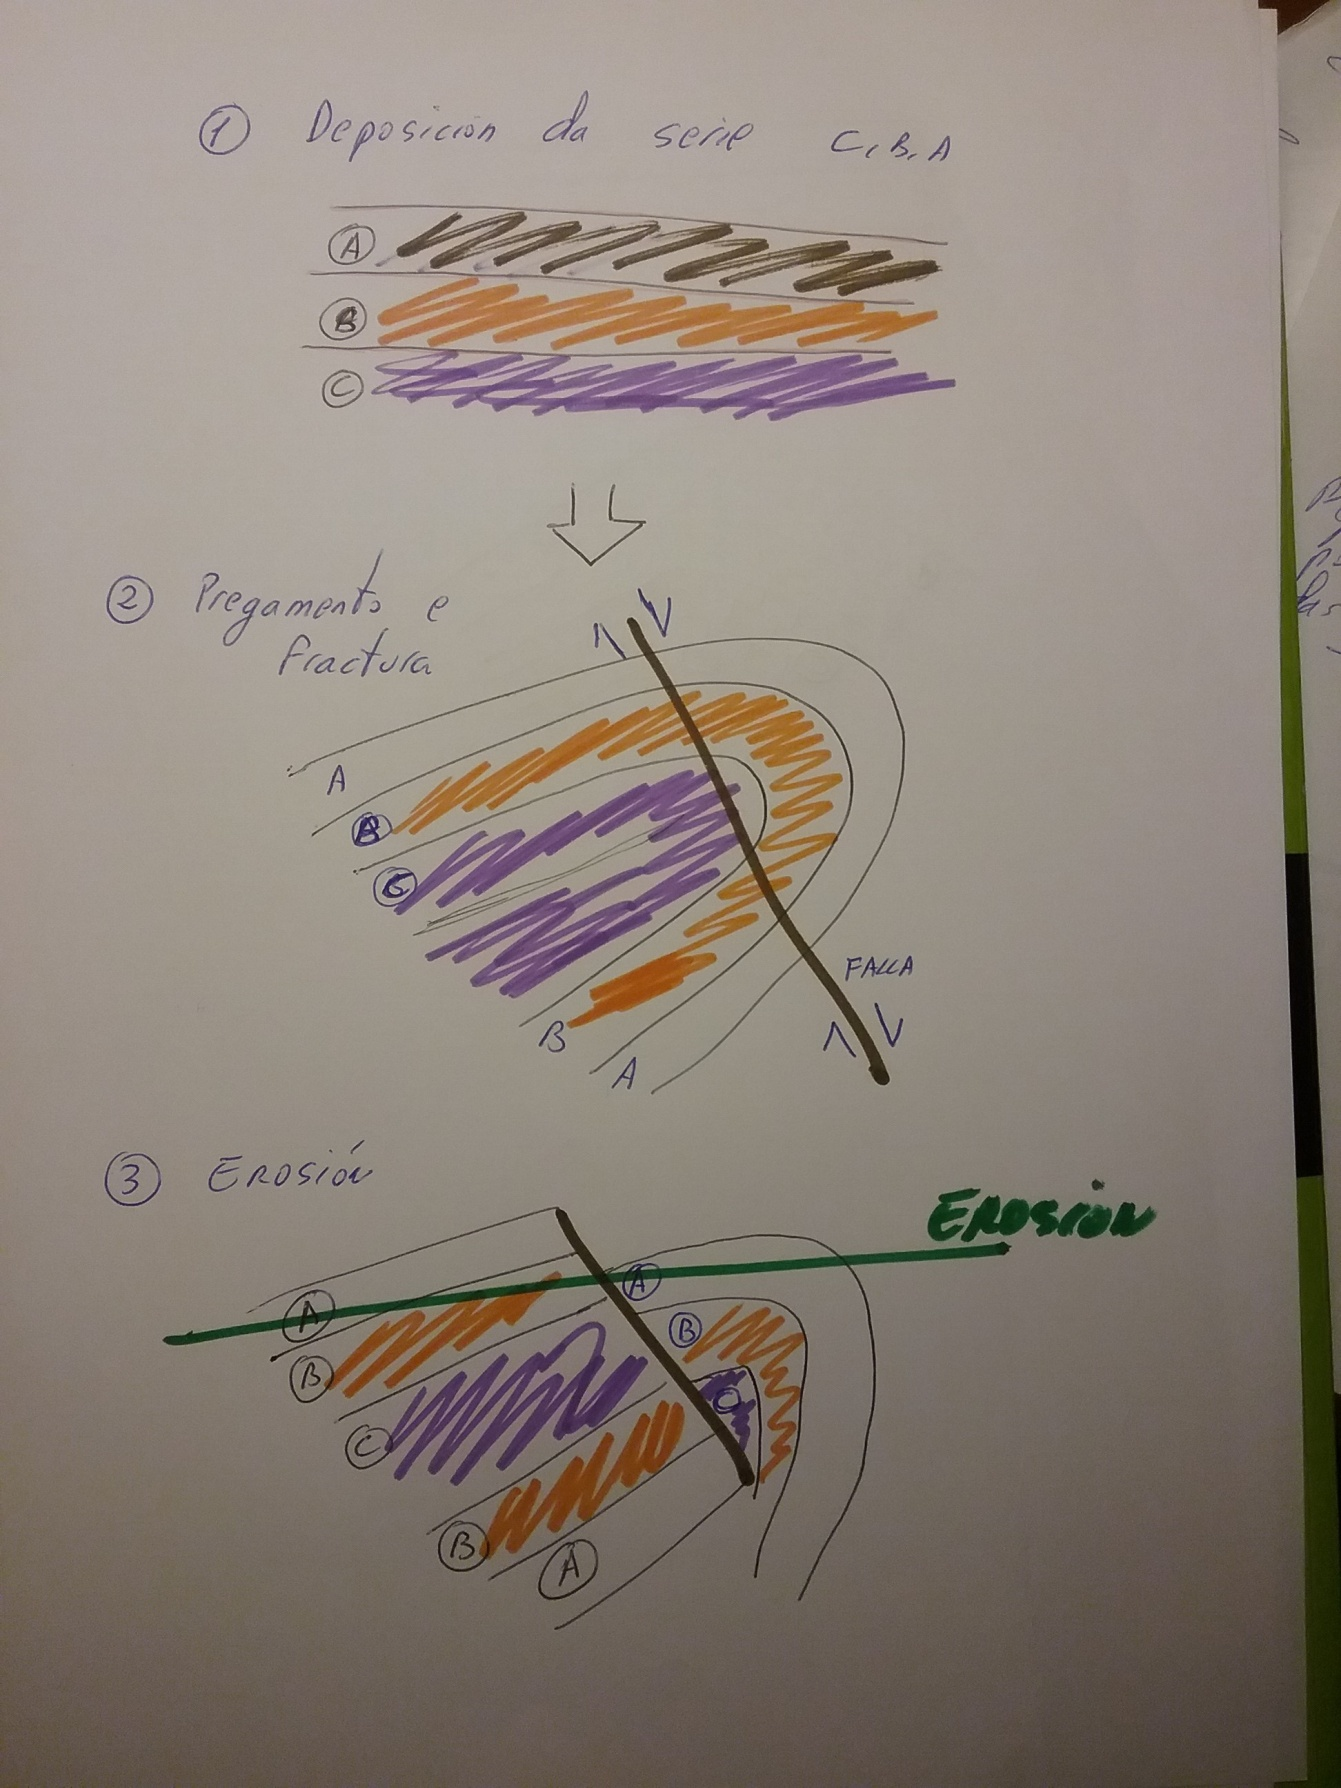 ① Deposición da serie C, B, A
Ⓐ
Ⓑ
Ⓒ
② Pregamento e
fractura
A
Ⓑ
Ⓒ
FALLA
B
A
③ EROSIÓN
EROSIÓN
Ⓐ
Ⓐ
Ⓑ
Ⓑ
C
Ⓒ
Ⓑ
Ⓐ